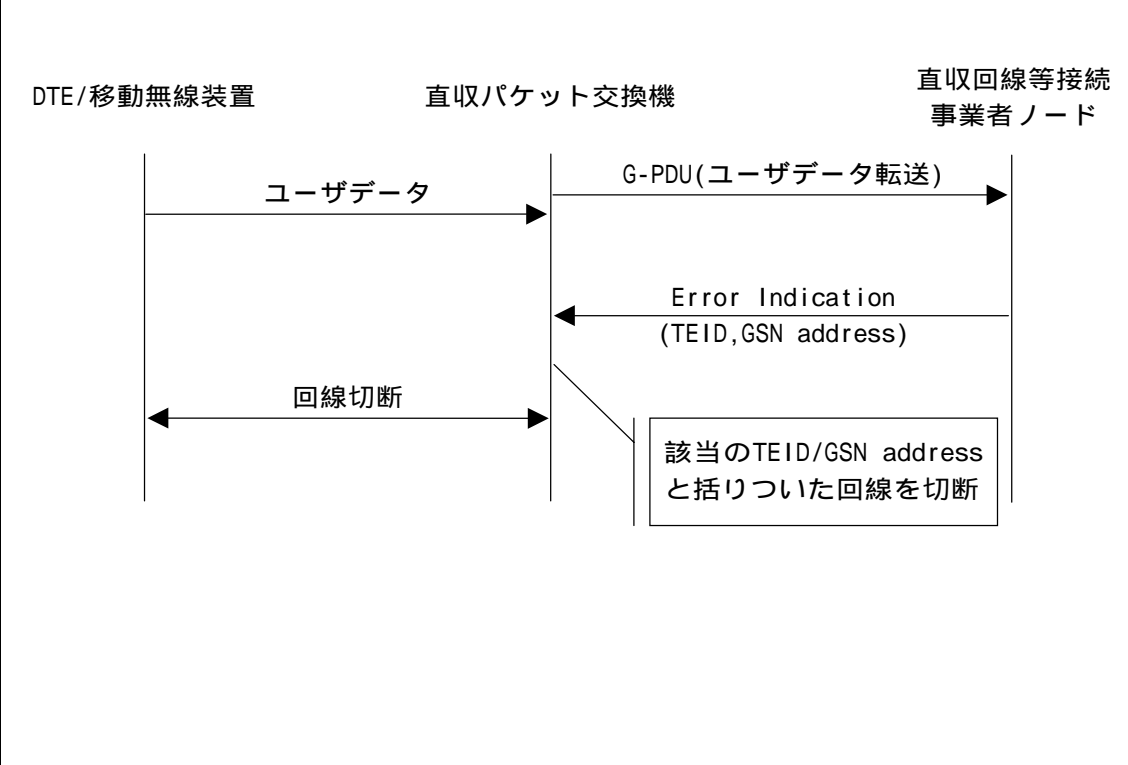 DTE/移動無線装置
直収パケット交換機
直収回線等接続
事業者ノード
ユーザデータ
G-PDU(ユーザデータ転送)
Error Indication
(TEID,GSN address)
回線切断
該当のTEID/GSN address
と括りついた回線を切断